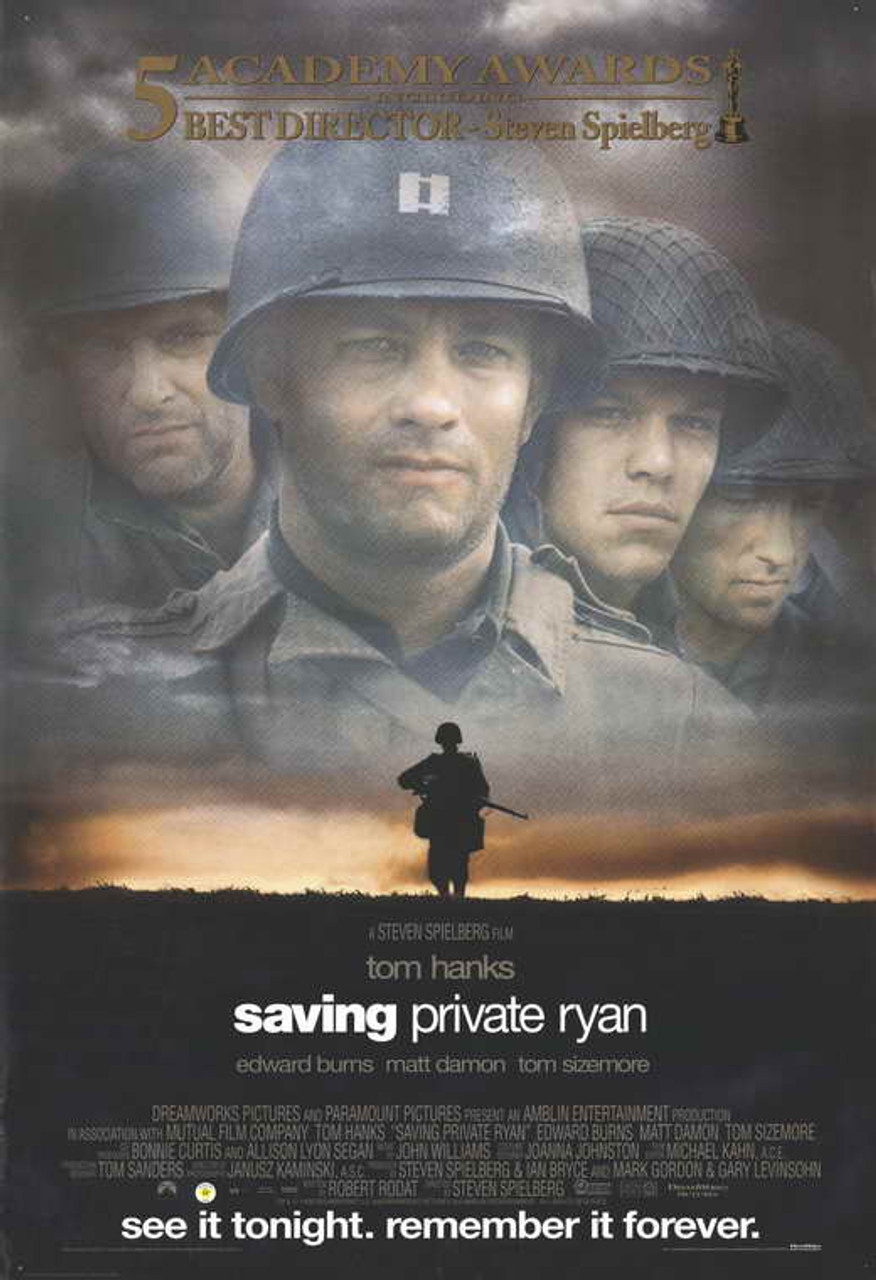 5 ACADEMY AWARDS
INCLUDING
BEST DIRECTOR - Steven Spielberg
A STEVEN SPIELBERG FILM
tom hanks
saving private ryan
edward burns matt damon tom sizemore
DREAMWORKS PICTURES AND PARAMOUNT PICTURES PRESENT AN AMBLIN ENTERTAINMENT PRODUCTION
IN ASSOCIATION WITH MUTUAL FILM COMPANY TOM HANKS "SAVING PRIVATE RYAN" EDWARD BURNS MATT DAMON TOM SIZEMORE
BONNIE CURTIS AND ALLISON LYON SEGAN JOHN WILLIAMS JOANNA JOHNSTON MICHAEL KAHN, A.C.E.
TOM SANDERS JANUSZ KAMINSKI, A.S.C. STEVEN SPIELBERG & IAN BRYCE AND MARK GORDON & GARY LEVINSOHN
ROBERT RODAT STEVEN SPIELBERG
see it tonight. remember it forever.